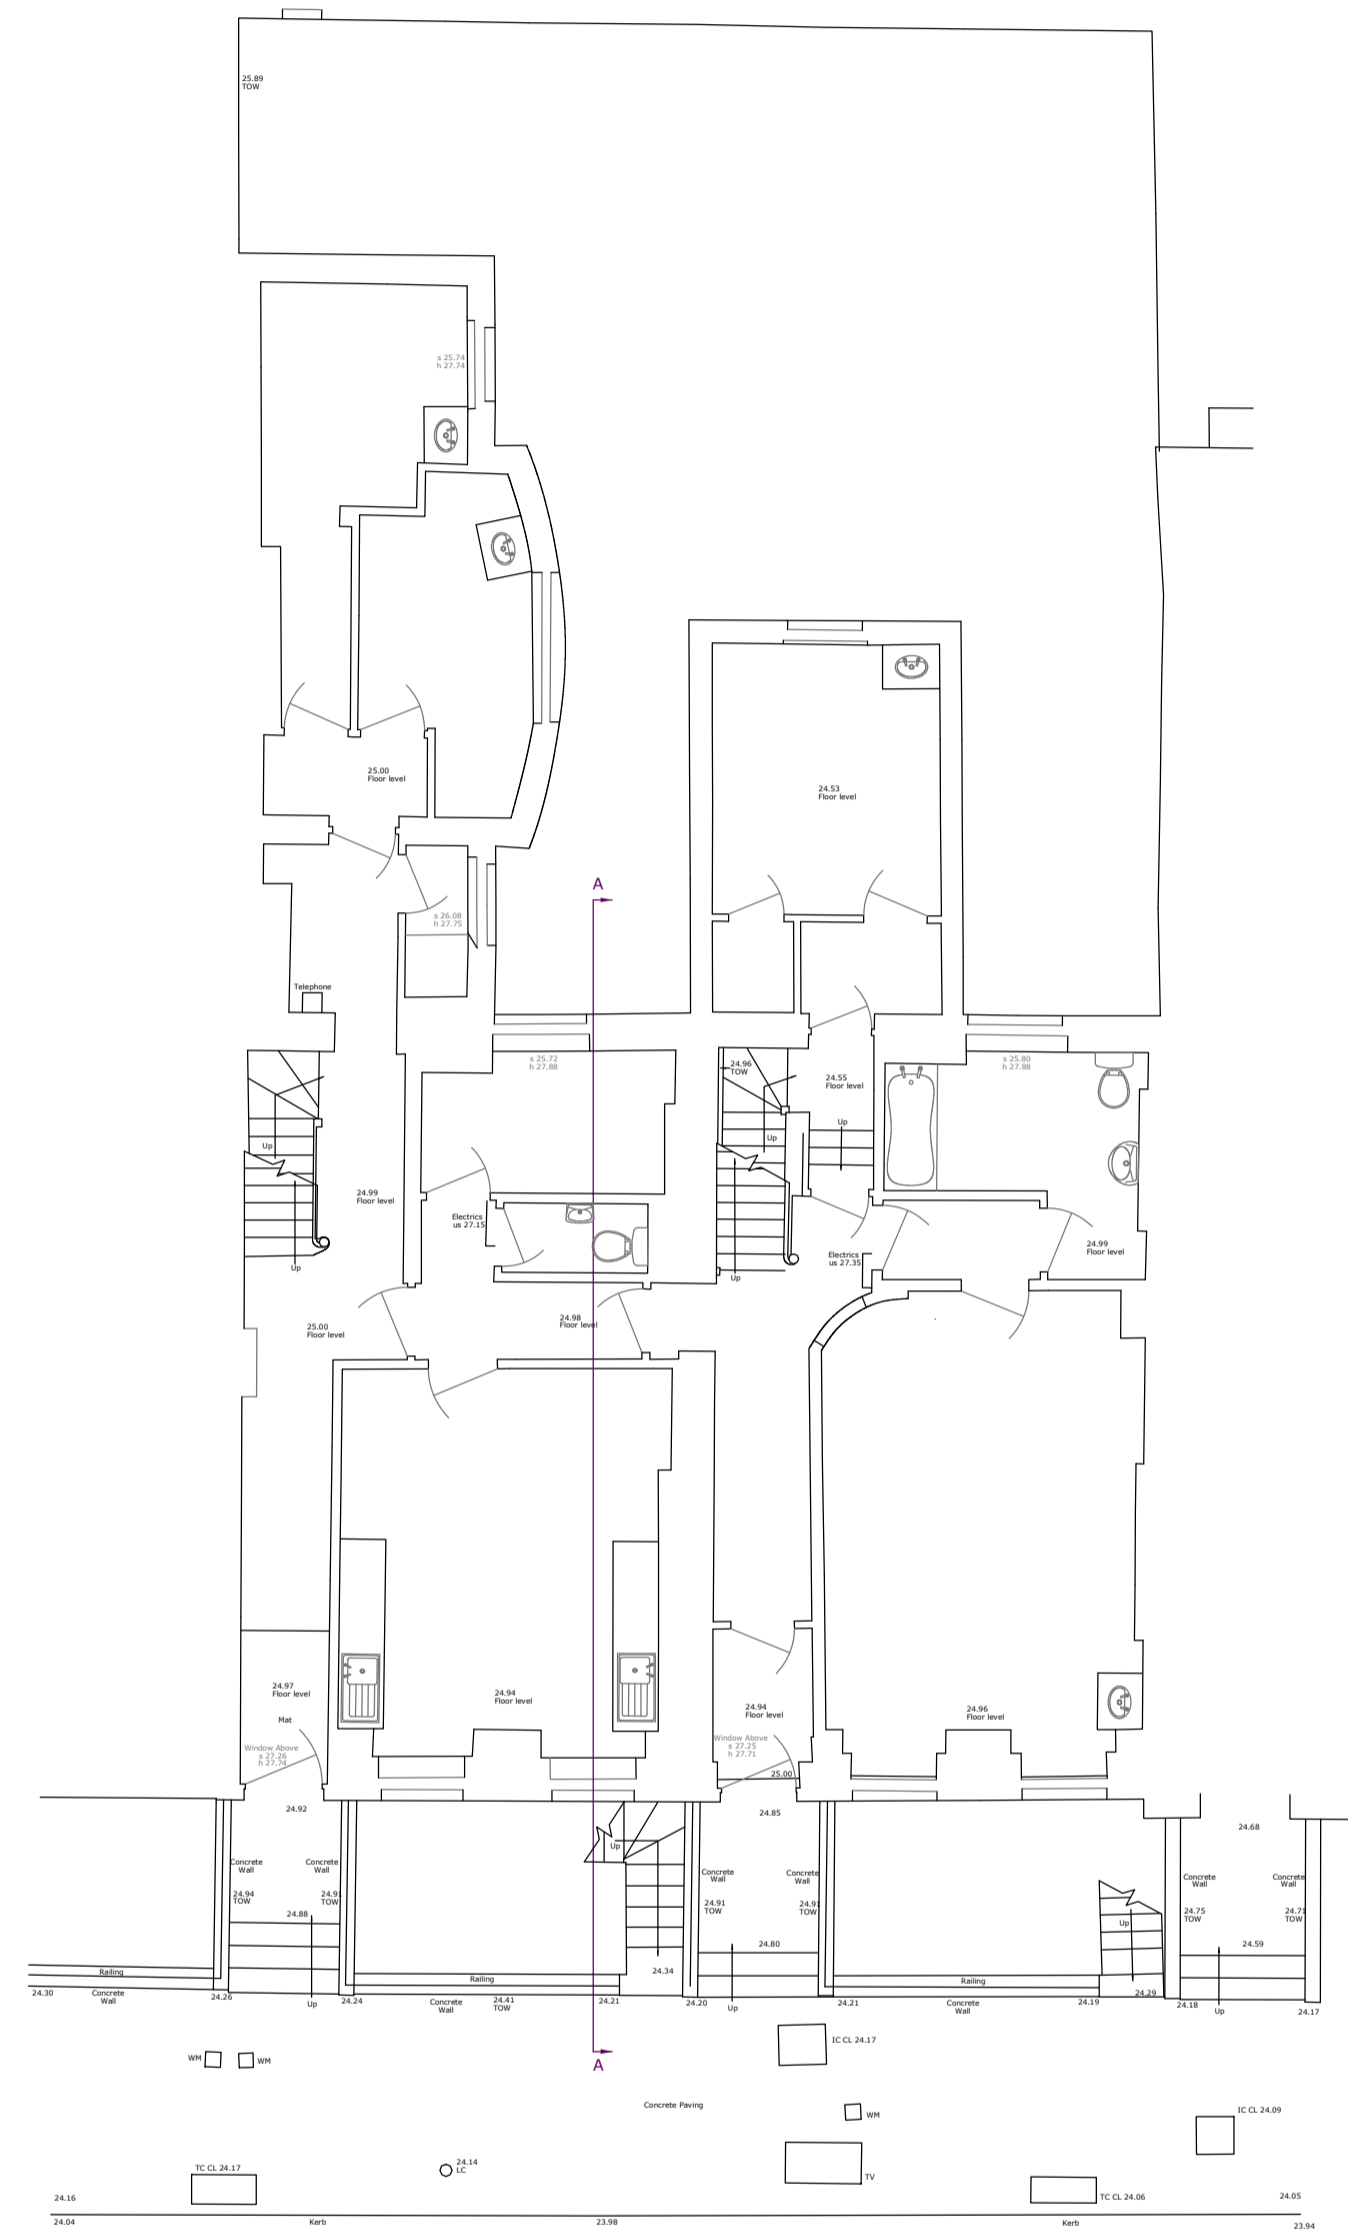 25.89
TOW
s 25.74
h 27.74
25.00
Floor level
24.53
Floor level
A
s 26.08
h 27.75
Telephone
s 25.72
h 27.88
24.96
TOW
s 25.80
h 27.88
24.55
Floor level
Up
Up
Up
24.99
Floor level
Electrics
us 27.15
Electrics
us 27.35
24.99
Floor level
Up
Up
25.00
Floor level
24.98
Floor level
24.97
Floor level
Mat
24.94
Floor level
24.94
Floor level
24.96
Floor level
Window Above
s 27.26
h 27.74
Window Above
s 27.25
h 27.71
25.00
24.92
24.85
24.68
Up
Concrete
Wall
Concrete
Wall
Concrete
Wall
Concrete
Wall
Concrete
Wall
Concrete
Wall
24.94
TOW
24.91
TOW
24.91
TOW
24.91
TOW
24.75
TOW
24.71
TOW
24.88
Up
24.80
24.59
Railing
Railing
24.34
Railing
24.30
Concrete
Wall
24.26
Up
24.24
Concrete
Wall
24.41
TOW
24.21
24.20
Up
24.21
Concrete
Wall
24.19
24.29
24.18
Up
24.17
WM
WM
A
IC CL 24.17
Concrete Paving
WM
IC CL 24.09
TC CL 24.17
24.14
LC
TV
TC CL 24.06
24.16
24.05
24.04
Kerb
23.98
Kerb
23.94